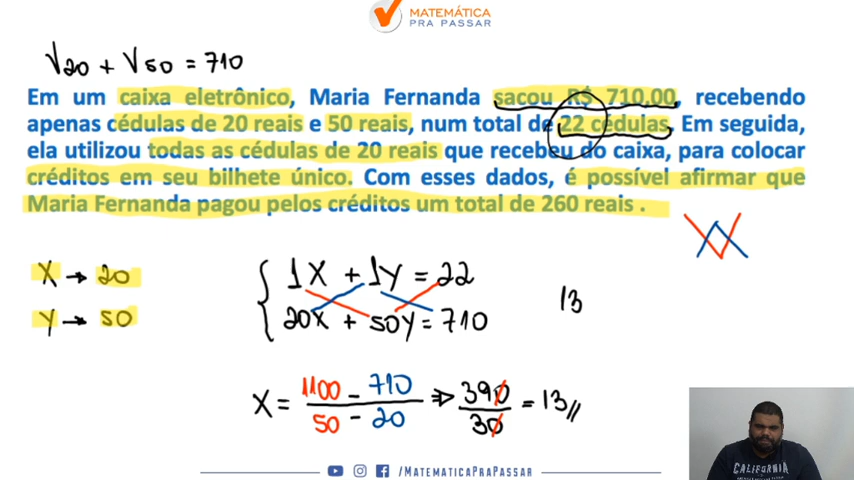 MATEMÁTICA
PRA PASSAR
V20 + V50 = 710
Em um caixa eletrônico, Maria Fernanda sacou R$ 710,00, recebendo
apenas cédulas de 20 reais e 50 reais, num total de 22 cédulas. Em seguida,
ela utilizou todas as cédulas de 20 reais que recebeu do caixa, para colocar
créditos em seu bilhete único. Com esses dados, é possível afirmar que
Maria Fernanda pagou pelos créditos um total de 260 reais .
X → 20
Y → 50
1X + 1Y = 22
20X + 50Y = 710
13
X = 1100 - 710 / 50 - 20 ⇒ 390 / 30 = 13//
CALIFORNIA
/MATEMATICAPRAPASSAR